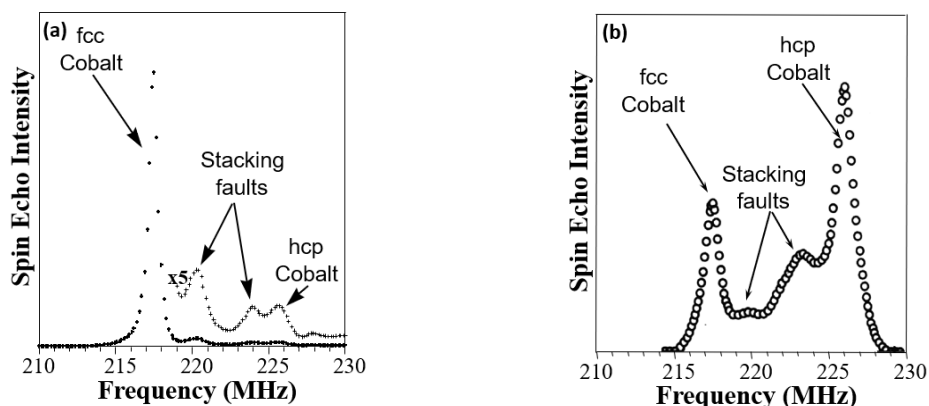 (a)
fcc
Cobalt
Stacking
faults
hcp
Cobalt
x5
Spin Echo Intensity
210 215 220 225 230
Frequency (MHz)
(b)
hcp
Cobalt
fcc
Cobalt
Stacking
faults
Spin Echo Intensity
210 215 220 225 230
Frequency (MHz)